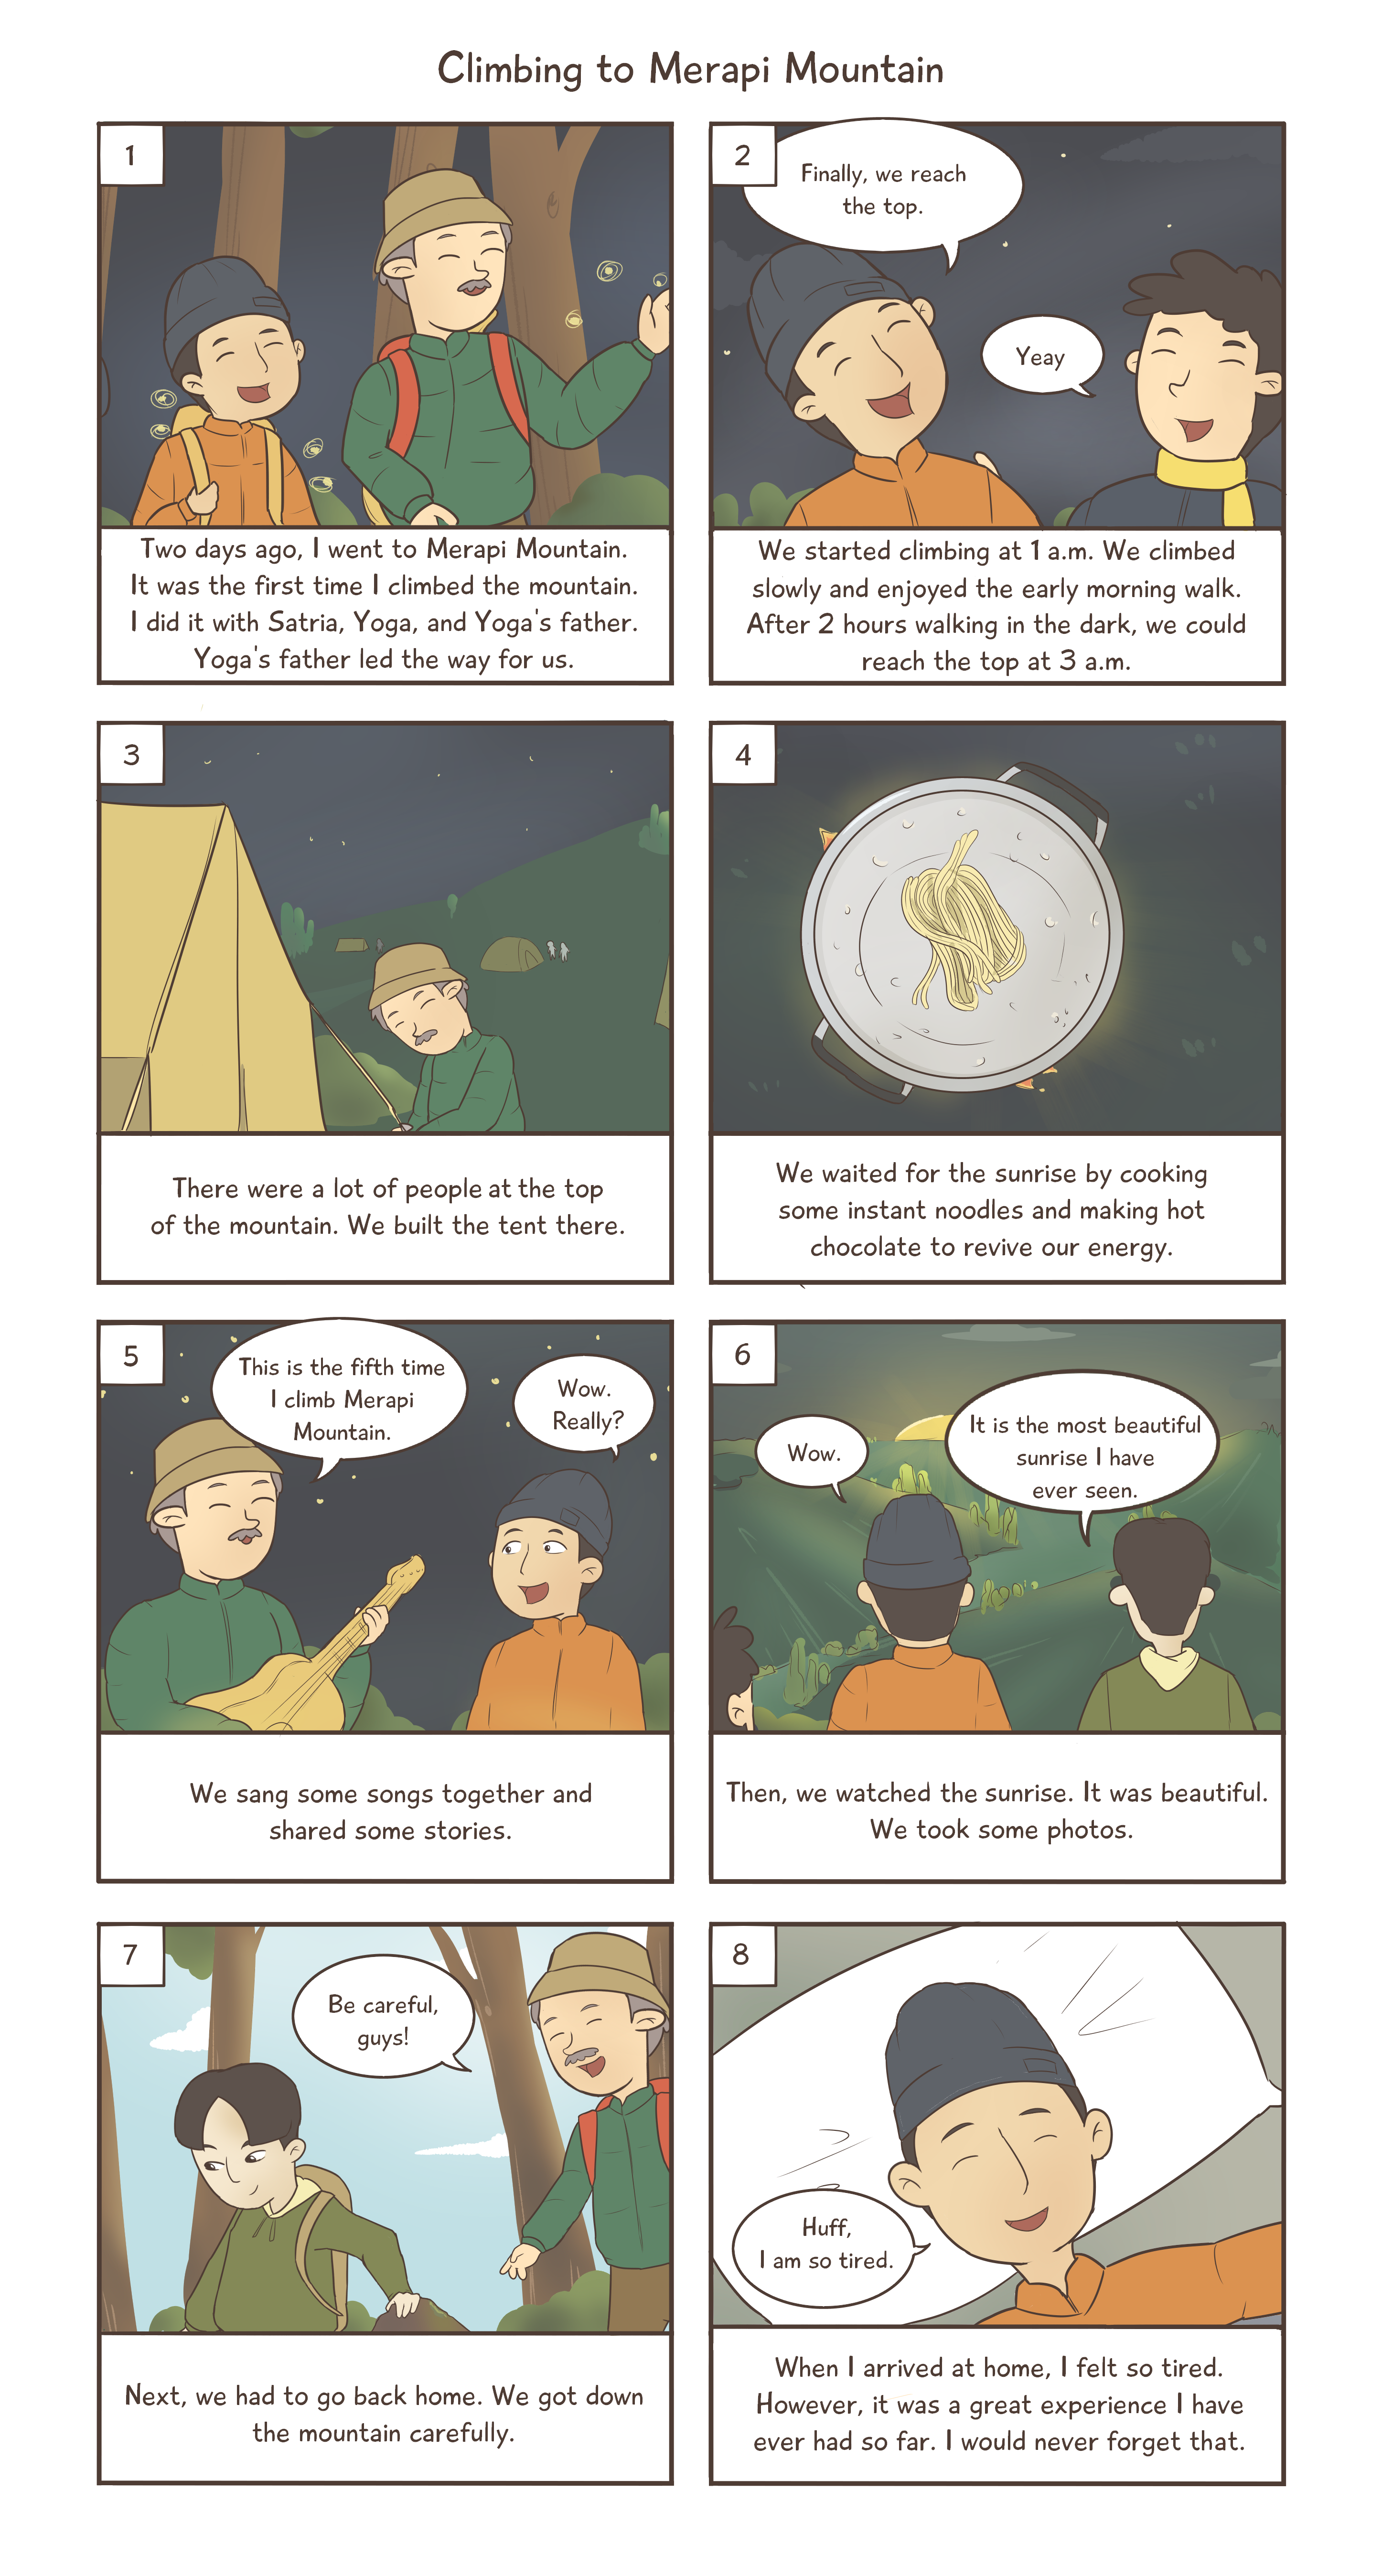 Climbing to Merapi Mountain
1
Two days ago, I went to Merapi Mountain.
It was the first time I climbed the mountain.
I did it with Satria, Yoga, and Yoga's father.
Yoga's father led the way for us.
2
Finally, we reach
the top.
Yeay
We started climbing at 1 a.m. We climbed
slowly and enjoyed the early morning walk.
After 2 hours walking in the dark, we could
reach the top at 3 a.m.
3
There were a lot of people at the top
of the mountain. We built the tent there.
4
We waited for the sunrise by cooking
some instant noodles and making hot
chocolate to revive our energy.
5
This is the fifth time
I climb Merapi
Mountain.
Wow.
Really?
We sang some songs together and
shared some stories.
6
Wow.
It is the most beautiful
sunrise I have
ever seen.
Then, we watched the sunrise. It was beautiful.
We took some photos.
7
Be careful,
guys!
Next, we had to go back home. We got down
the mountain carefully.
8
Huff,
I am so tired.
When I arrived at home, I felt so tired.
However, it was a great experience I have
ever had so far. I would never forget that.